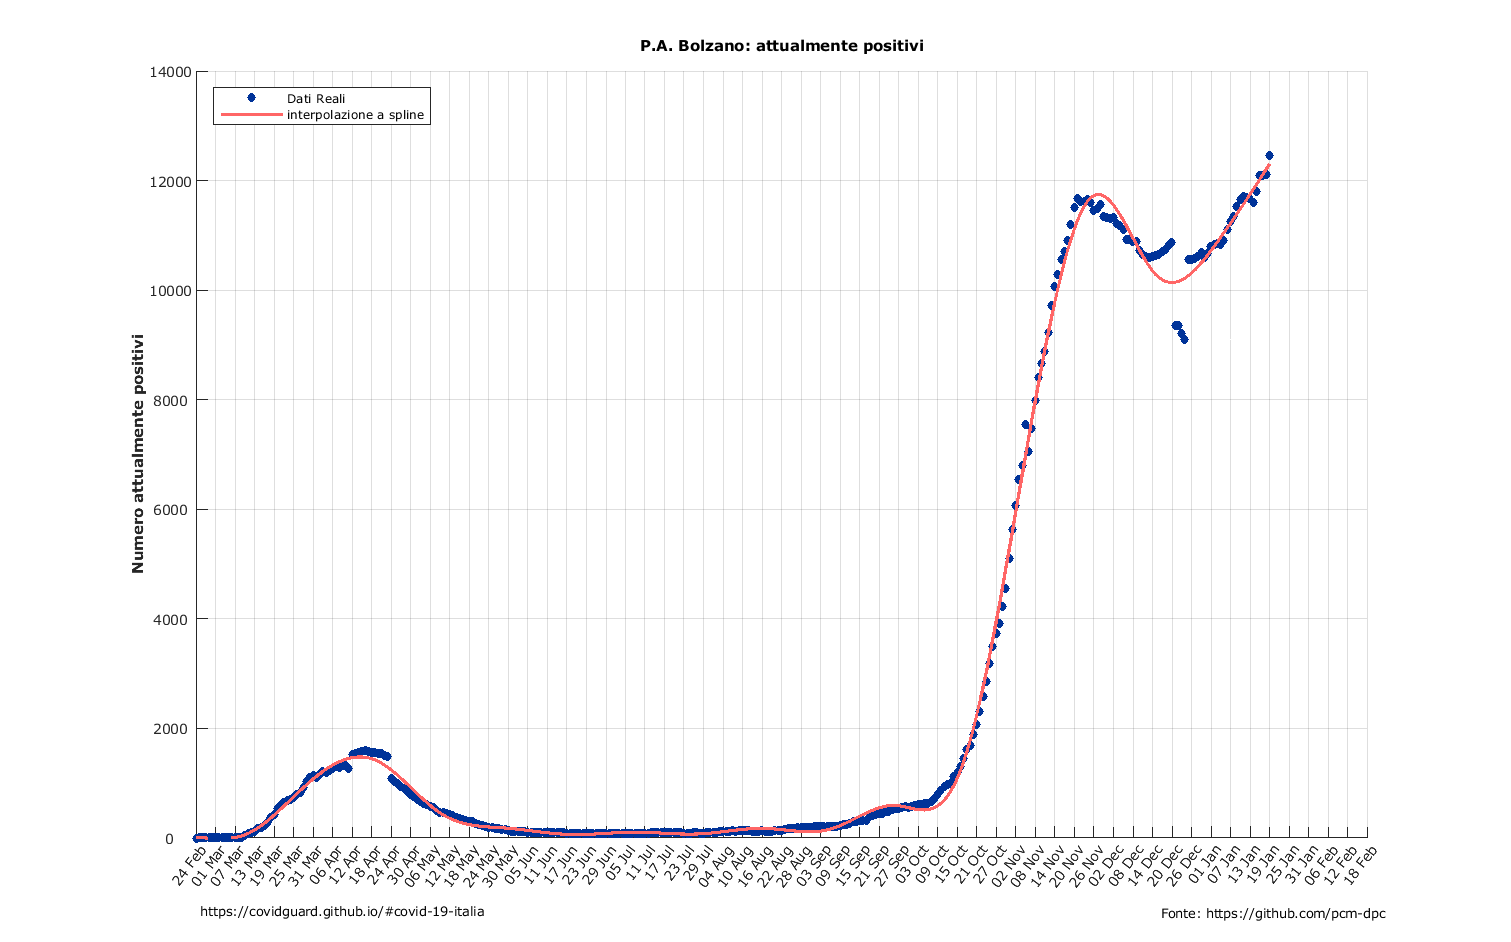 P.A. Bolzano: attualmente positivi
14000
12000
10000
8000
6000
4000
2000
0
Numero attualmente positivi
Dati Reali
interpolazione a spline
24 Feb
01 Mar
07 Mar
13 Mar
19 Mar
25 Mar
31 Mar
06 Apr
12 Apr
18 Apr
24 Apr
30 Apr
06 May
12 May
18 May
24 May
30 May
05 Jun
11 Jun
17 Jun
23 Jun
29 Jun
05 Jul
11 Jul
17 Jul
23 Jul
29 Jul
04 Aug
10 Aug
16 Aug
22 Aug
28 Aug
03 Sep
09 Sep
15 Sep
21 Sep
27 Sep
03 Oct
09 Oct
15 Oct
21 Oct
27 Oct
02 Nov
08 Nov
14 Nov
20 Nov
26 Nov
02 Dec
08 Dec
14 Dec
20 Dec
26 Dec
01 Jan
07 Jan
13 Jan
19 Jan
25 Jan
31 Jan
06 Feb
12 Feb
18 Feb
https://covidguard.github.io/#covid-19-italia
Fonte: https://github.com/pcm-dpc